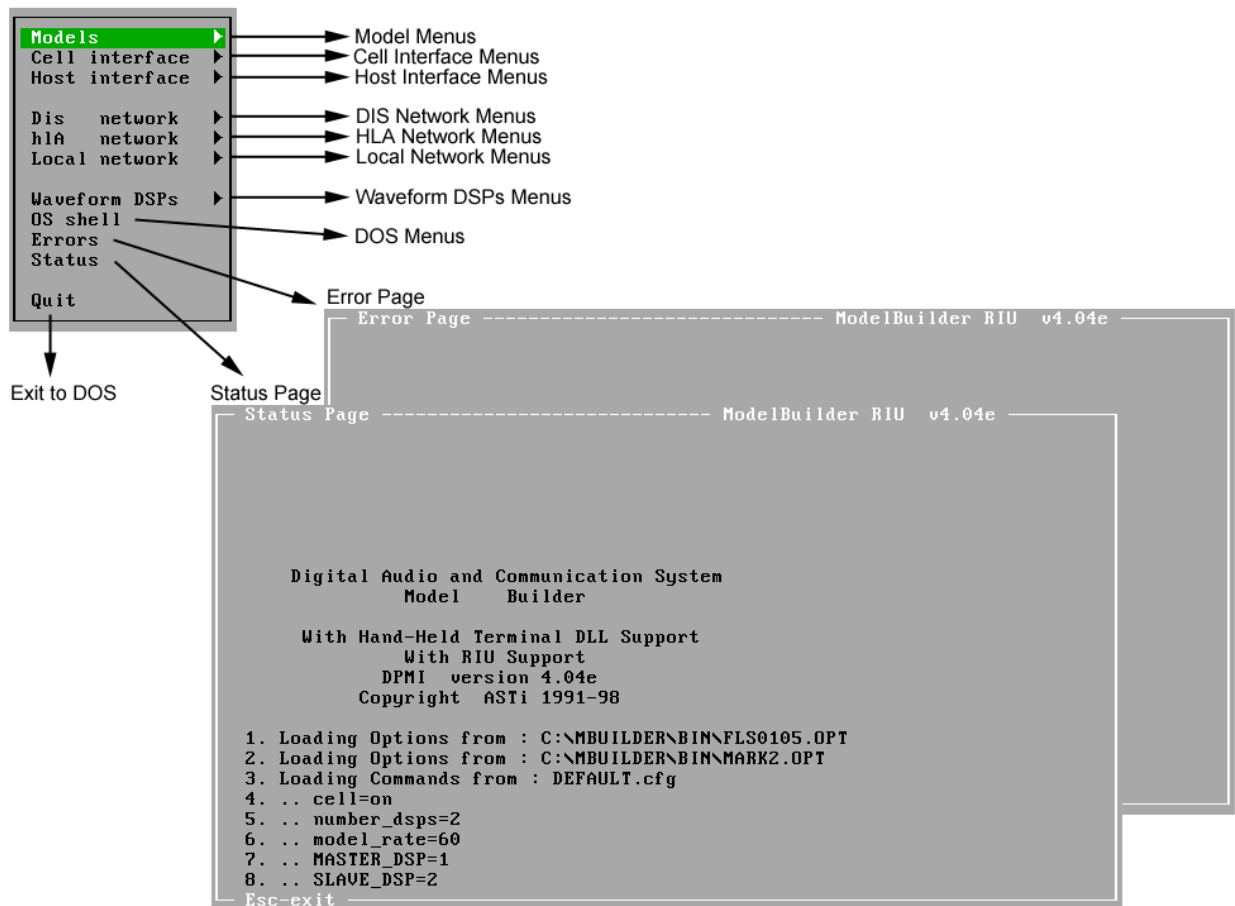 Models
Cell interface
Host interface
Dis network
hlA network
Local network
Waveform DSPs
OS shell
Errors
Status
Quit
Model Menus
Cell Interface Menus
Host Interface Menus
DIS Network Menus
HLA Network Menus
Local Network Menus
Waveform DSPs Menus
DOS Menus
Error Page
Error Page ------------------------------ ModelBuilder RIU v4.04e
Exit to DOS
Status Page
Status Page ----------------------------- ModelBuilder RIU v4.04e
Digital Audio and Communication System
Model Builder
With Hand-Held Terminal DLL Support
With RIU Support
DPMI version 4.04e
Copyright ASTi 1991-98
1. Loading Options from : C:\MBUILDER\BIN\FLS0105.OPT
2. Loading Options from : C:\MBUILDER\BIN\MARK2.OPT
3. Loading Commands from : DEFAULT.cfg
4. .. cell=on
5. .. number_dsps=2
6. .. model_rate=60
7. .. MASTER_DSP=1
8. .. SLAVE_DSP=2
Esc-exit